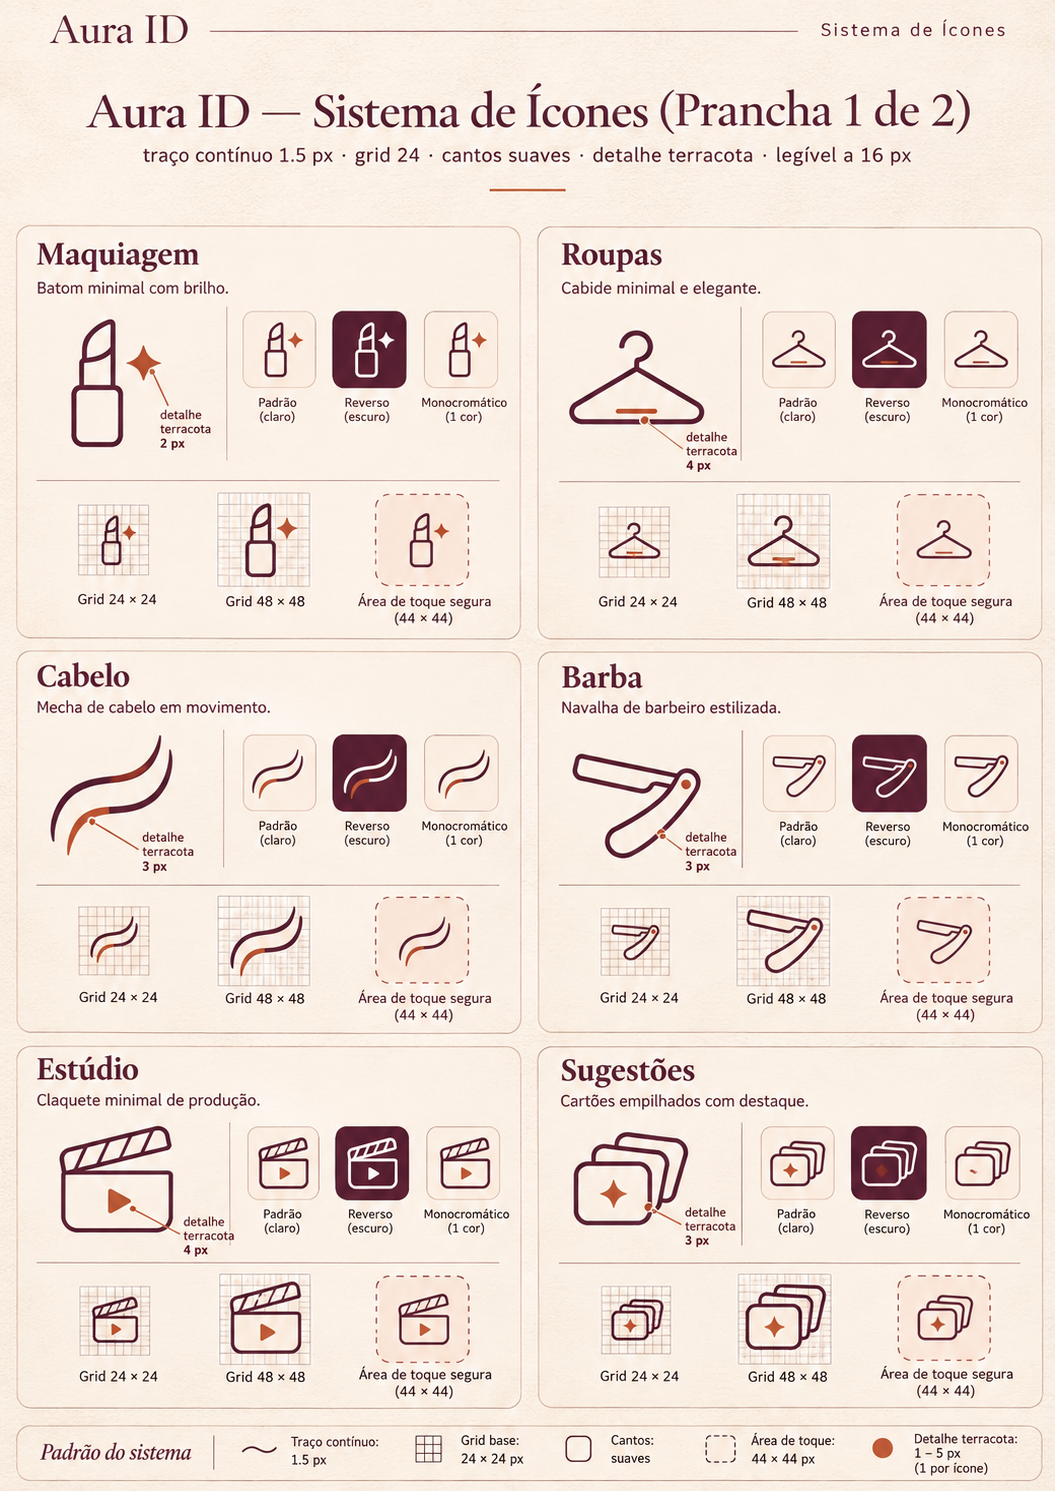 Aura ID
Sistema de Ícones
Aura ID — Sistema de Ícones (Prancha 1 de 2)
traço contínuo 1.5 px · grid 24 · cantos suaves · detalhe terracota · legível a 16 px
Maquiagem
Batom minimal com brilho.
detalhe
terracota
2 px
Padrão
(claro)
Reverso
(escuro)
Monocromático
(1 cor)
Grid 24 × 24
Grid 48 × 48
Área de toque segura
(44 × 44)
Roupas
Cabide minimal e elegante.
detalhe
terracota
4 px
Padrão
(claro)
Reverso
(escuro)
Monocromático
(1 cor)
Grid 24 × 24
Grid 48 × 48
Área de toque segura
(44 × 44)
Cabelo
Mecha de cabelo em movimento.
detalhe
terracota
3 px
Padrão
(claro)
Reverso
(escuro)
Monocromático
(1 cor)
Grid 24 × 24
Grid 48 × 48
Área de toque segura
(44 × 44)
Barba
Navalha de barbeiro estilizada.
detalhe
terracota
3 px
Padrão
(claro)
Reverso
(escuro)
Monocromático
(1 cor)
Grid 24 × 24
Grid 48 × 48
Área de toque segura
(44 × 44)
Estúdio
Claquete minimal de produção.
detalhe
terracota
4 px
Padrão
(claro)
Reverso
(escuro)
Monocromático
(1 cor)
Grid 24 × 24
Grid 48 × 48
Área de toque segura
(44 × 44)
Sugestões
Cartões empilhados com destaque.
detalhe
terracota
3 px
Padrão
(claro)
Reverso
(escuro)
Monocromático
(1 cor)
Grid 24 × 24
Grid 48 × 48
Área de toque segura
(44 × 44)
Padrão do sistema
Traço contínuo:
1.5 px
Grid base:
24 × 24 px
Cantos:
suaves
Área de toque:
44 × 44 px
Detalhe terracota:
1 – 5 px
(1 por ícone)